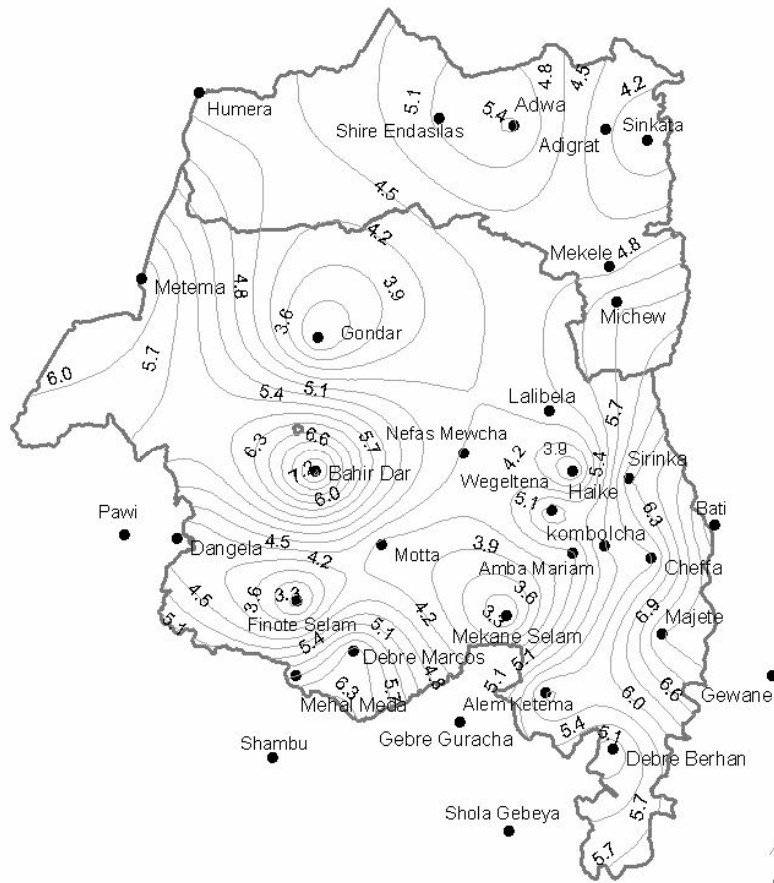 4.8
4.5
4.2
Humera
5.1
5.4
Adwa
Shire Endasilas
Adigrat
Sinkata
4.5
4.2
Mekele
4.8
4.8
3.9
Metema
Michew
3.6
Gondar
6.0
5.7
5.4
5.1
Lalibela
5.7
6.3
6.6
5.7
Nefas Mewcha
4.2
3.9
5.4
Sirinka
Bahir Dar
Wegeltena
Haike
6.0
5.1
6.3
Bati
Pawi
4.5
kombolcha
Dangela
4.2
Motta
3.9
Amba Mariam
Cheffa
4.5
3.6
3.3
3.6
6.9
Finote Selam
4.2
3.3
Majete
5.1
5.4
5.1
Mekane Selam
Debre Marcos
5.1
4.8
5.1
6.0
6.6
Gewane
Mehal Meda
6.3
5.7
Alem Ketema
Gebre Guracha
5.4
5.1
Shambu
Debre Berhan
5.7
Shola Gebeya
5.7